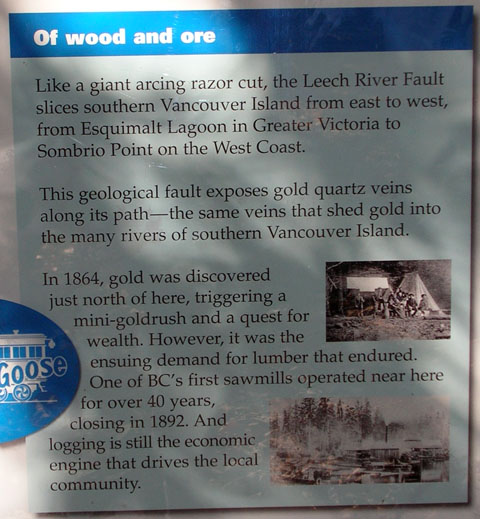 Of wood and ore
Like a giant arcing razor cut, the Leech River Fault
slices southern Vancouver Island from east to west,
from Esquimalt Lagoon in Greater Victoria to
Sombrio Point on the West Coast.
This geological fault exposes gold quartz veins
along its path—the same veins that shed gold into
the many rivers of southern Vancouver Island.
In 1864, gold was discovered
just north of here, triggering a
mini-goldrush and a quest for
wealth. However, it was the
ensuing demand for lumber that endured.
One of BC's first sawmills operated near here
for over 40 years,
closing in 1892. And
logging is still the economic
engine that drives the local
community.
GOOSE